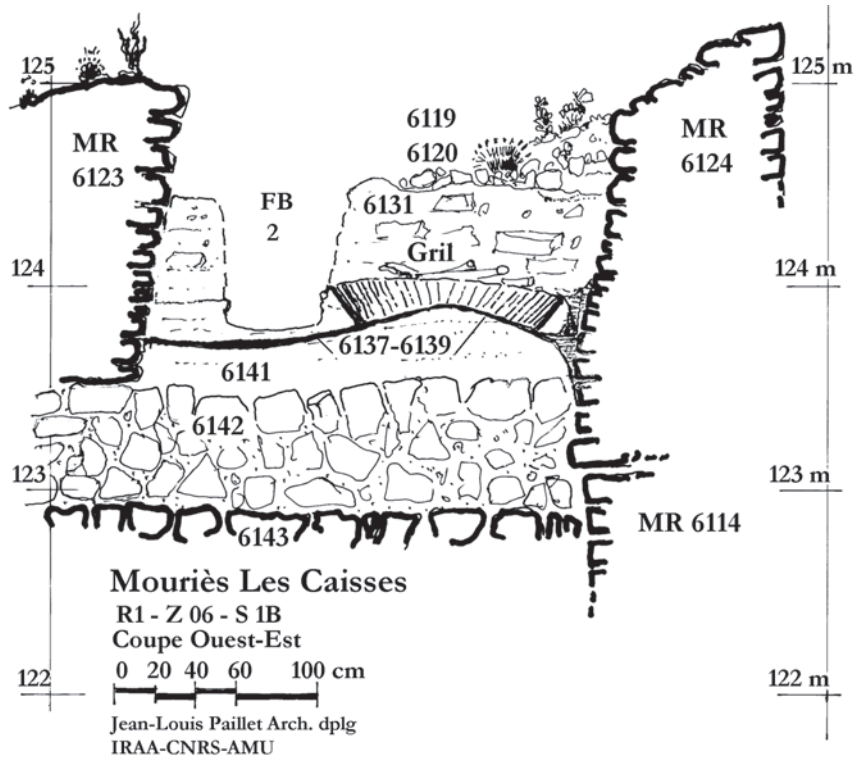 125
125 m
MR
6123
6119
6120
MR
6124
FB
2
6131
Gril
124
124 m
6137-6139
6141
6142
123
123 m
6143
MR 6114
Mouriès Les Caisses
R1 - Z 06 - S 1B
Coupe Ouest-Est
0 20 40 60 100 cm
122
122 m
Jean-Louis Paillet Arch. dplg
IRAA-CNRS-AMU